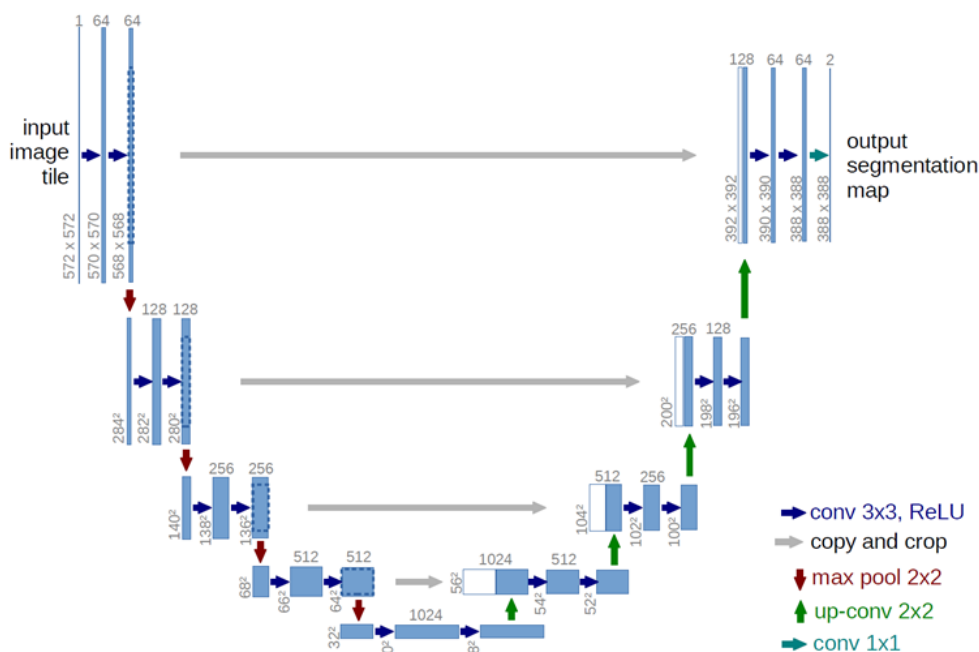 1 64 64
128 64 64 2
input
image
tile
output
segmentation
map
572 x 572
570 x 570
568 x 568
392 x 392
390 x 390
388 x 388
388 x 388
128 128
256 128
284²
282²
280²
200²
198²
196²
256 256
512 256
140²
138²
136²
104²
102²
100²
512 512
1024 512
68²
66²
64²
56²
54²
52²
1024
32²
0²
8²
conv 3x3, ReLU
copy and crop
max pool 2x2
up-conv 2x2
conv 1x1